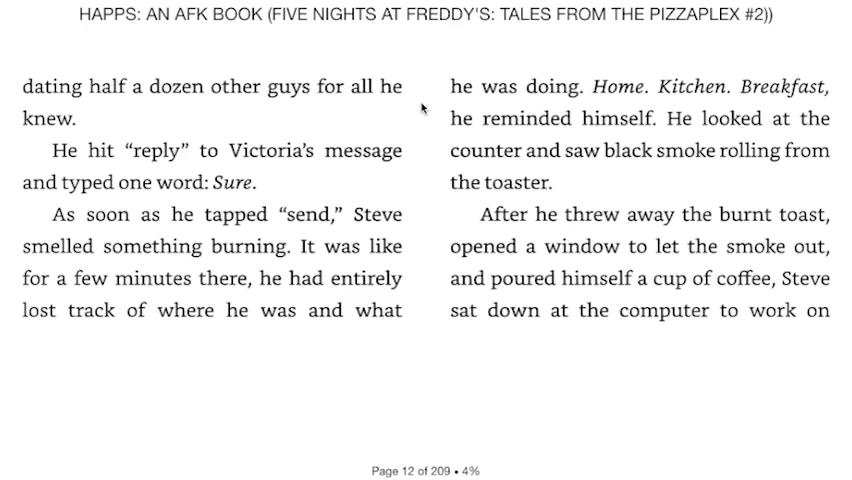 HAPPS: AN AFK BOOK (FIVE NIGHTS AT FREDDY'S: TALES FROM THE PIZZAPLEX #2))
dating half a dozen other guys for all he
knew.
He hit “reply” to Victoria’s message
and typed one word: Sure.
As soon as he tapped “send,” Steve
smelled something burning. It was like
for a few minutes there, he had entirely
lost track of where he was and what
he was doing. Home. Kitchen. Breakfast,
he reminded himself. He looked at the
counter and saw black smoke rolling from
the toaster.
After he threw away the burnt toast,
opened a window to let the smoke out,
and poured himself a cup of coffee, Steve
sat down at the computer to work on
Page 12 of 209 • 4%